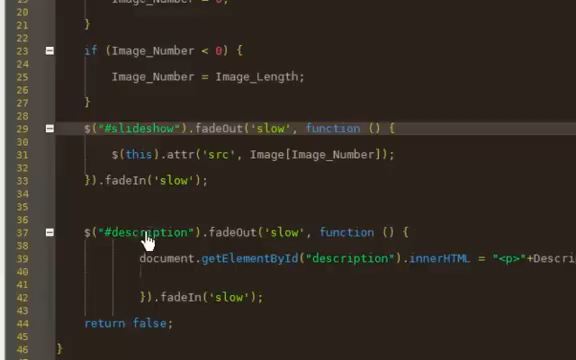 20 Image_Number = 0;
21 }
22
23 if (Image_Number < 0) {
24
25 Image_Number = Image_Length;
26
27 }
28
29 $("#slideshow").fadeOut('slow', function () {
30
31 $(this).attr('src', Image[Image_Number]);
32
33 }).fadeIn('slow');
34
35
36
37 $("#description").fadeOut('slow', function () {
38
39 document.getElementById("description").innerHTML = "<p>"+Descri
40
41
42 }).fadeIn('slow');
43
44 return false;
45
46 }